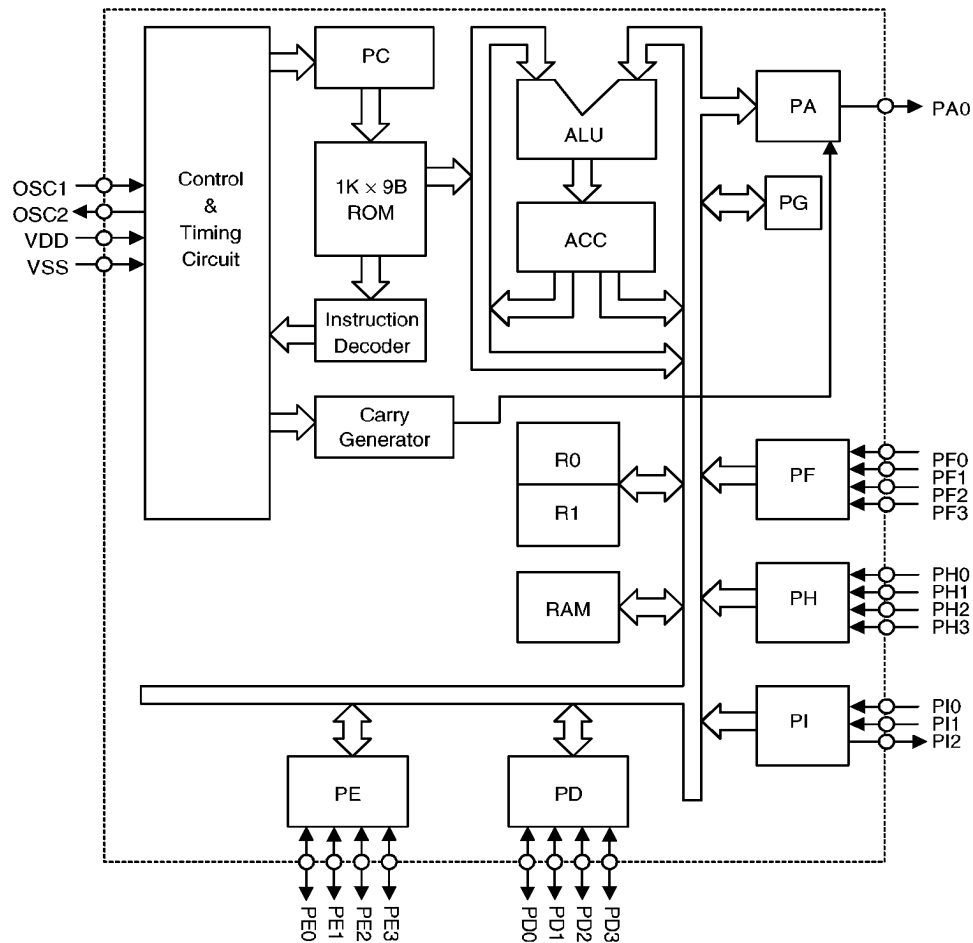 PC
PA
PA0
ALU
Control
&
Timing
Circuit
1K × 9B
ROM
OSC1
OSC2
VDD
VSS
PG
ACC
Instruction
Decoder
Carry
Generator
R0
R1
PF
PF0
PF1
PF2
PF3
RAM
PH
PH0
PH1
PH2
PH3
PI
PI0
PI1
PI2
PE
PD
PE0
PE1
PE2
PE3
PD0
PD1
PD2
PD3